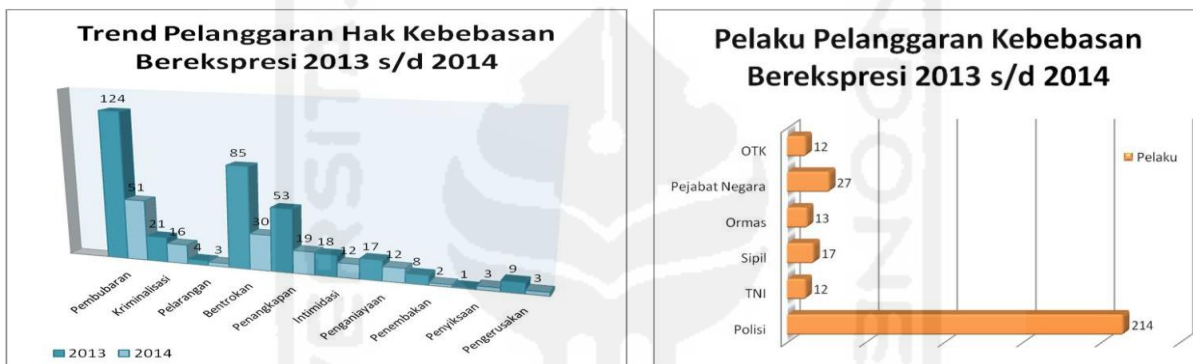 Trend Pelanggaran Hak Kebebasan
Berekspresi 2013 s/d 2014
124
51
21
16
4
3
85
30
53
19
18
12
17
12
8
2
1
3
9
3
Pembubaran
Kriminalisasi
Pelarangan
Bentrokan
Penangkapan
Intimidasi
Penganiayaan
Penembakan
Penyiksaan
Pengerusakan
2013 2014
Pelaku Pelanggaran Kebebasan
Berekspresi 2013 s/d 2014
OTK 12
Pejabat Negara 27
Ormas 13
Sipil 17
TNI 12
Polisi 214
Pelaku